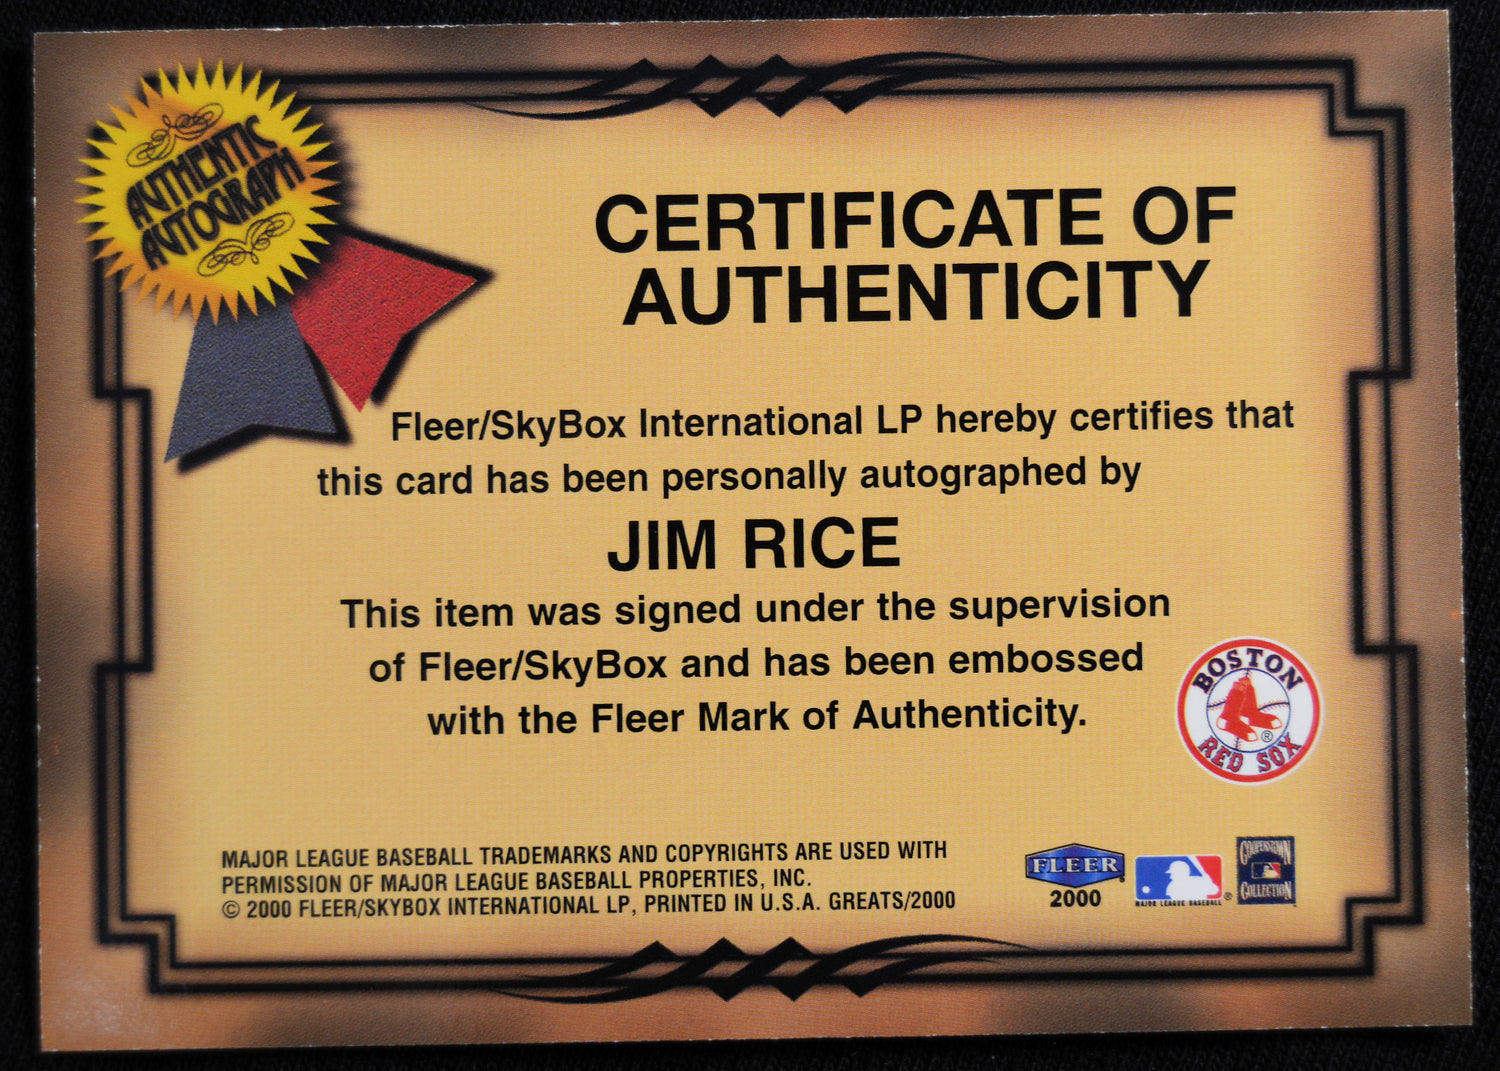 AUTHENTIC
AUTOGRAPH
CERTIFICATE OF
AUTHENTICITY
Fleer/SkyBox International LP hereby certifies that
this card has been personally autographed by
JIM RICE
This item was signed under the supervision
of Fleer/SkyBox and has been embossed
with the Fleer Mark of Authenticity.
BOSTON
RED SOX
®
MAJOR LEAGUE BASEBALL TRADEMARKS AND COPYRIGHTS ARE USED WITH
PERMISSION OF MAJOR LEAGUE BASEBALL PROPERTIES, INC.
© 2000 FLEER/SKYBOX INTERNATIONAL LP, PRINTED IN U.S.A. GREATS/2000
FLEER
2000
MAJOR LEAGUE BASEBALL®
COOPERSTOWN
COLLECTION